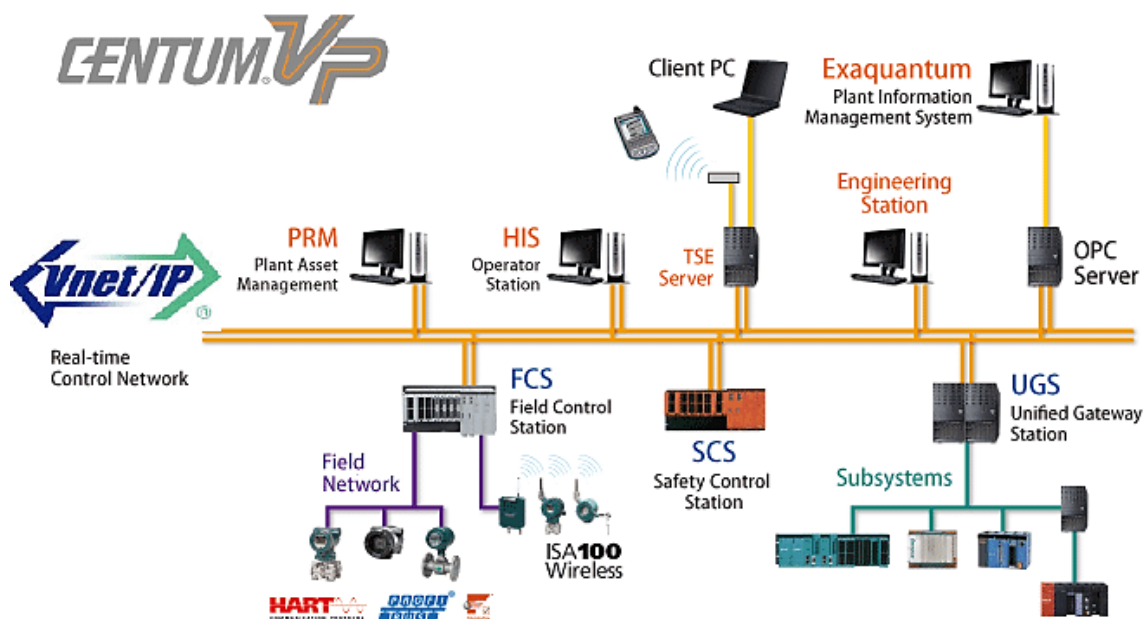 CENTUM VP
Client PC
Exaquantum
Plant Information
Management System
Engineering
Station
PRM
Plant Asset
Management
HIS
Operator
Station
TSE
Server
OPC
Server
Vnet/IP
®
Real-time
Control Network
FCS
Field Control
Station
SCS
Safety Control
Station
UGS
Unified Gateway
Station
Field
Network
ISA100
Wireless
Subsystems
HART
PROFI
BUS